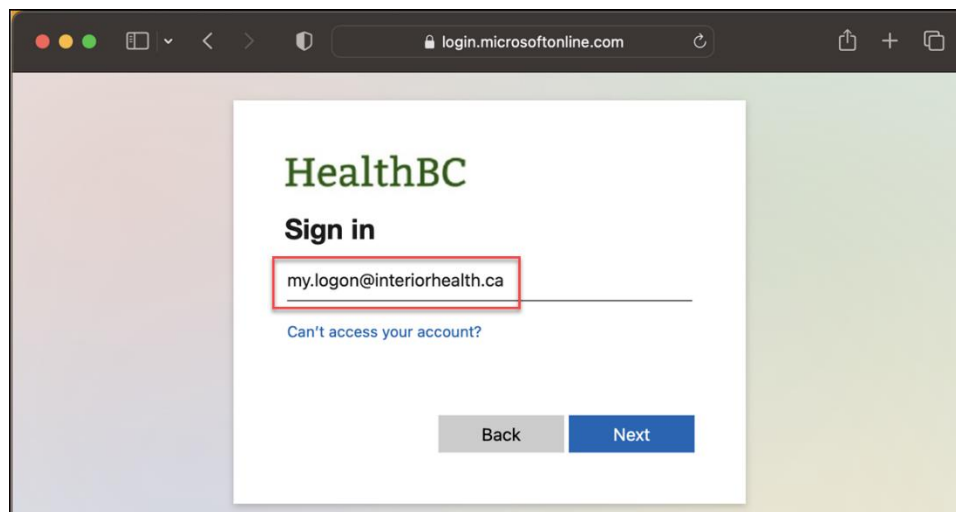 login.microsoftonline.com
HealthBC
Sign in
my.logon@interiorhealth.ca
Can't access your account?
Back Next